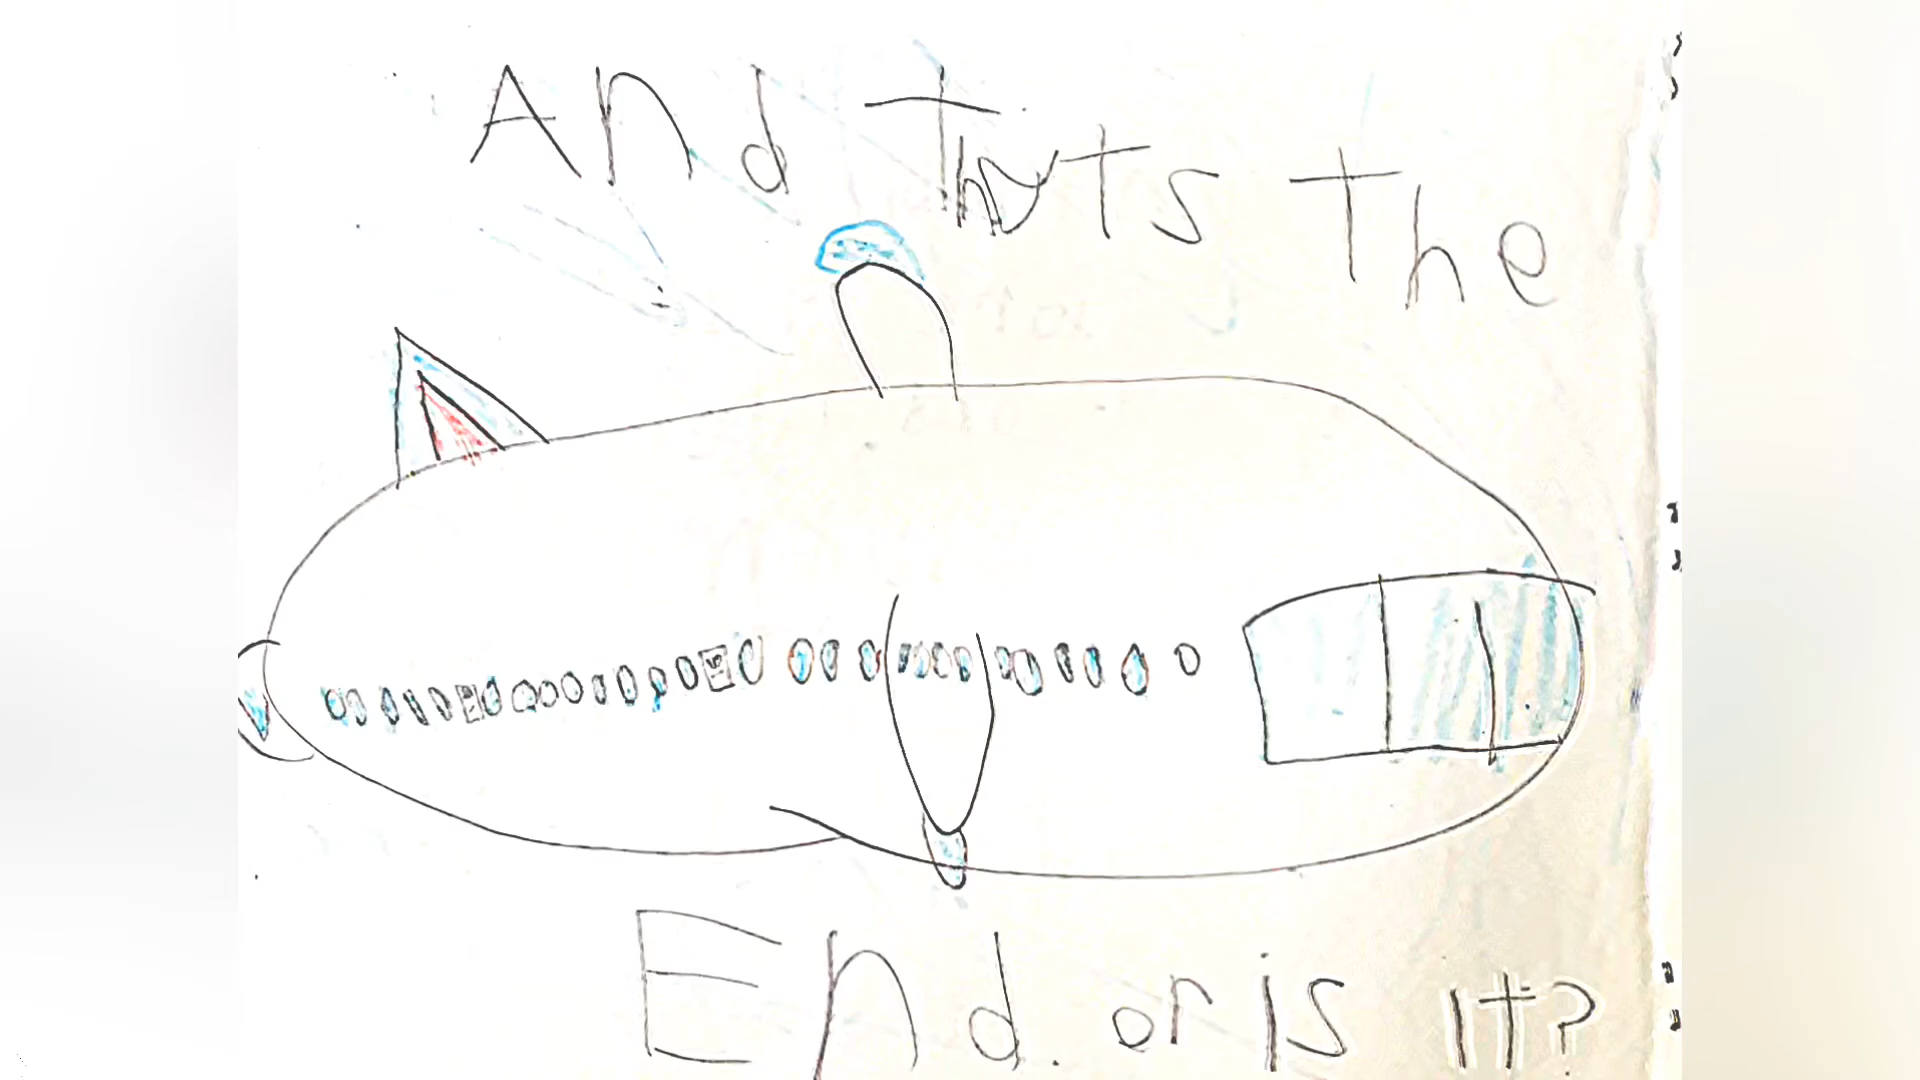 And Thats the
End. or is it?